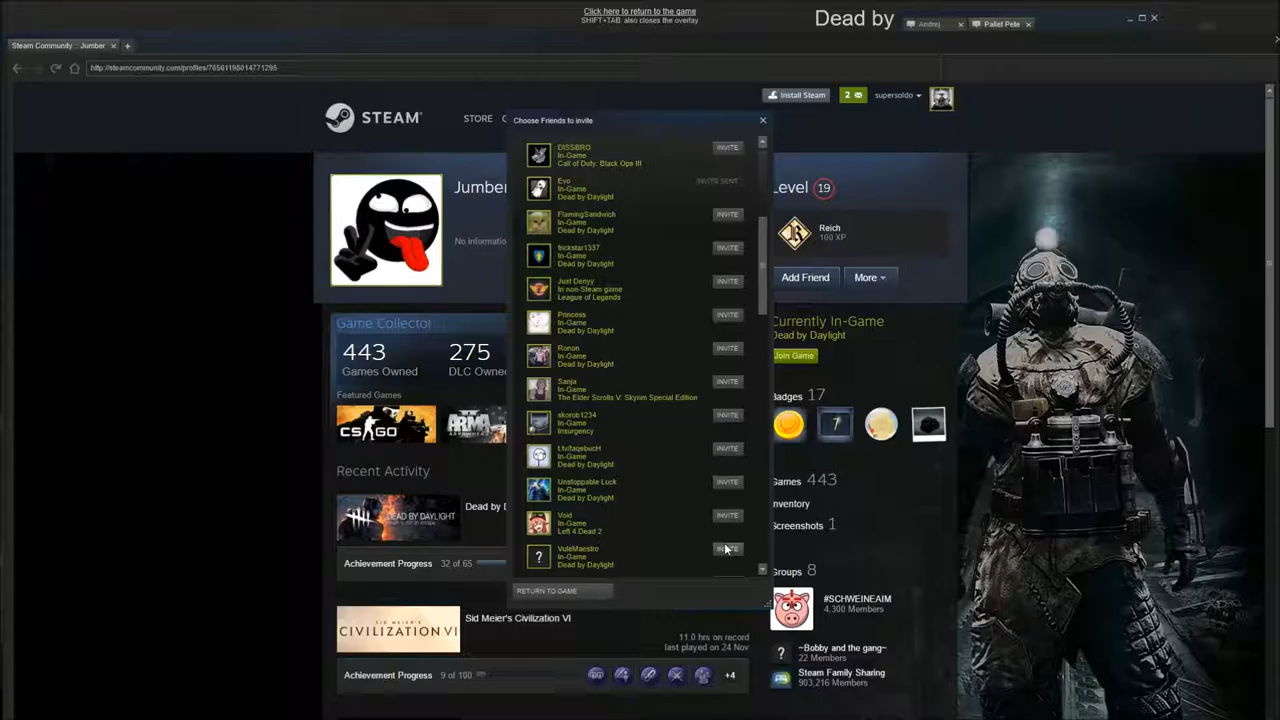 Click here to return to the game
SHIFT+TAB also closes the overlay
Dead by
Andrej
Pallet Pete
Steam Community :: Jumber
http://steamcommunity.com/profiles/76561198014771295
Install Steam
2
supersoldo
STEAM
STORE
Choose Friends to invite
Jumber
No informatio
Level 19
Reich
100 XP
Add Friend
More
DISSBRO
In-Game
Call of Duty: Black Ops III
INVITE
Evo
In-Game
Dead by Daylight
INVITE SENT
FlamingSandwich
In-Game
Dead by Daylight
INVITE
frickstar1337
In-Game
Dead by Daylight
INVITE
Just Denyy
In non-Steam game
League of Legends
INVITE
Princess
In-Game
Dead by Daylight
INVITE
Ronon
In-Game
Dead by Daylight
INVITE
Sanja
In-Game
The Elder Scrolls V: Skyrim Special Edition
INVITE
skorob1234
In-Game
Insurgency
INVITE
t.tv/taqebucH
In-Game
Dead by Daylight
INVITE
Unstoppable Luck
In-Game
Dead by Daylight
INVITE
Void
In-Game
Left 4 Dead 2
INVITE
VuleMaestro
In-Game
Dead by Daylight
INVITE
RETURN TO GAME
Game Collector
443
Games Owned
275
DLC Owne
Featured Games
CS:GO
ARMA
Recent Activity
DEAD BY DAYLIGHT
Dead by D
Achievement Progress 32 of 65
CIVILIZATION VI
Sid Meier's Civilization VI
11.0 hrs on record
last played on 24 Nov
Achievement Progress 9 of 100
+4
Currently In-Game
Dead by Daylight
Join Game
Badges 17
Games 443
Inventory
Screenshots 1
Groups 8
#SCHWEINEAIM
4,300 Members
~Bobby and the gang~
22 Members
Steam Family Sharing
903,216 Members